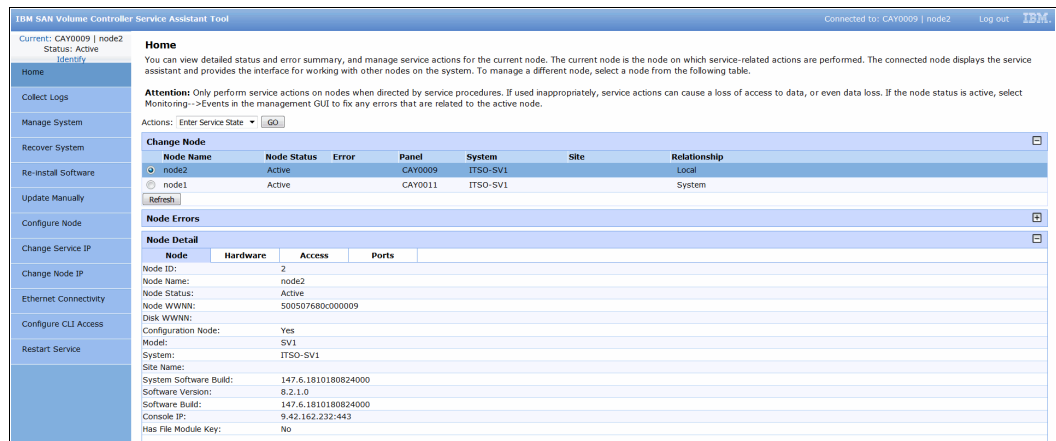 IBM SAN Volume Controller Service Assistant Tool
Connected to: CAY0009 | node2
Log out
IBM.
Current: CAY0009 | node2
Status: Active
Identify
Home
Collect Logs
Manage System
Recover System
Re-install Software
Update Manually
Configure Node
Change Service IP
Change Node IP
Ethernet Connectivity
Configure CLI Access
Restart Service
Home
You can view detailed status and error summary, and manage service actions for the current node. The current node is the node on which service-related actions are performed. The connected node displays the service
assistant and provides the interface for working with other nodes on the system. To manage a different node, select a node from the following table.
Attention: Only perform service actions on nodes when directed by service procedures. If used inappropriately, service actions can cause a loss of access to data, or even data loss. If the node status is active, select
Monitoring-->Events in the management GUI to fix any errors that are related to the active node.
Actions: Enter Service State GO
Change Node
Node Name Node Status Error Panel System Site Relationship
node2 Active CAY0009 ITSO-SV1 Local
node1 Active CAY0011 ITSO-SV1 System
Refresh
Node Errors
Node Detail
Node Hardware Access Ports
Node ID: 2
Node Name: node2
Node Status: Active
Node WWNN: 500507680c000009
Disk WWNN:
Configuration Node: Yes
Model: SV1
System: ITSO-SV1
Site Name:
System Software Build: 147.6.1810180824000
Software Version: 8.2.1.0
Software Build: 147.6.1810180824000
Console IP: 9.42.162.232:443
Has File Module Key: No